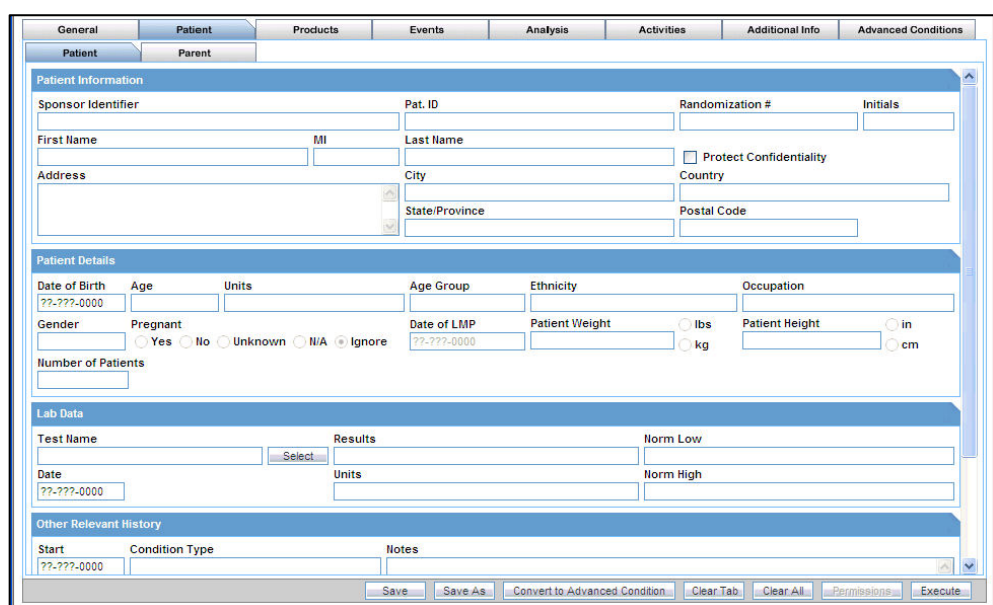 General Patient Products Events Analysis Activities Additional Info Advanced Conditions
Patient Parent
Patient Information
Sponsor Identifier Pat. ID Randomization # Initials
First Name MI Last Name
Protect Confidentiality
Address City Country
State/Province Postal Code
Patient Details
Date of Birth Age Units Age Group Ethnicity Occupation
??-???-0000
Gender Pregnant Date of LMP Patient Weight lbs Patient Height in
Yes No Unknown N/A Ignore ??-???-0000 kg cm
Number of Patients
Lab Data
Test Name Results Norm Low
Select
Date Units Norm High
??-???-0000
Other Relevant History
Start Condition Type Notes
??-???-0000
Save Save As Convert to Advanced Condition Clear Tab Clear All Permissions Execute